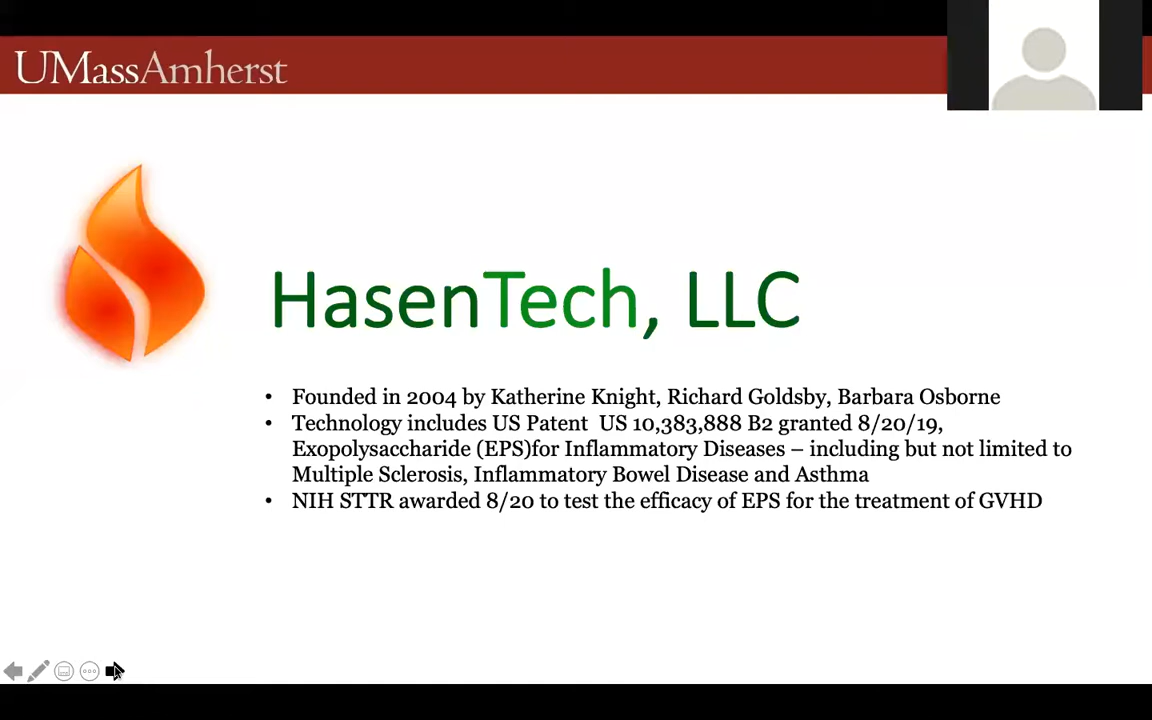 UMassAmherst
HasenTech, LLC
• Founded in 2004 by Katherine Knight, Richard Goldsby, Barbara Osborne
• Technology includes US Patent  US 10,383,888 B2 granted 8/20/19,
Exopolysaccharide (EPS)for Inflammatory Diseases – including but not limited to
Multiple Sclerosis, Inflammatory Bowel Disease and Asthma
• NIH STTR awarded 8/20 to test the efficacy of EPS for the treatment of GVHD